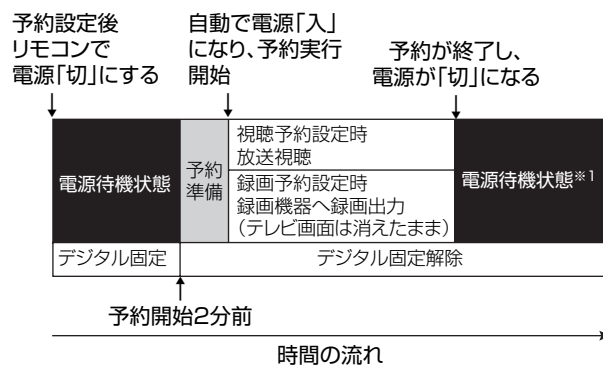 予約設定後
リモコンで
電源「切」にする
自動で電源「入」
になり、予約実行
開始
予約が終了し、
電源が「切」になる
電源待機状態
予約
準備
視聴予約設定時
放送視聴
録画予約設定時
録画機器へ録画出力
(テレビ画面は消えたまま)
電源待機状態※1
デジタル固定
デジタル固定解除
予約開始2分前
時間の流れ